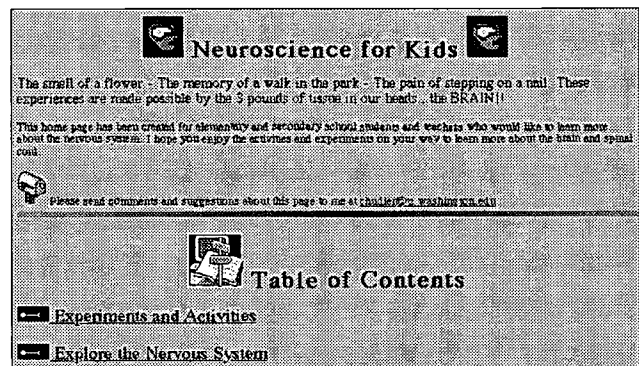 Neuroscience for Kids
The smell of a flower - The memory of a walk in the park - The pain of stepping on a nail. These
experiences are made possible by the 3 pounds of tissue in our heads... the BRAIN!!
This home page has been created for elementary and secondary school students and teachers who would like to learn more
about the nervous system. I hope you enjoy the activities and experiments on your way to learn more about the brain and spinal
cord.
Please send comments and suggestions about this page to me at
Table of Contents
Experiments and Activities
Explore the Nervous System